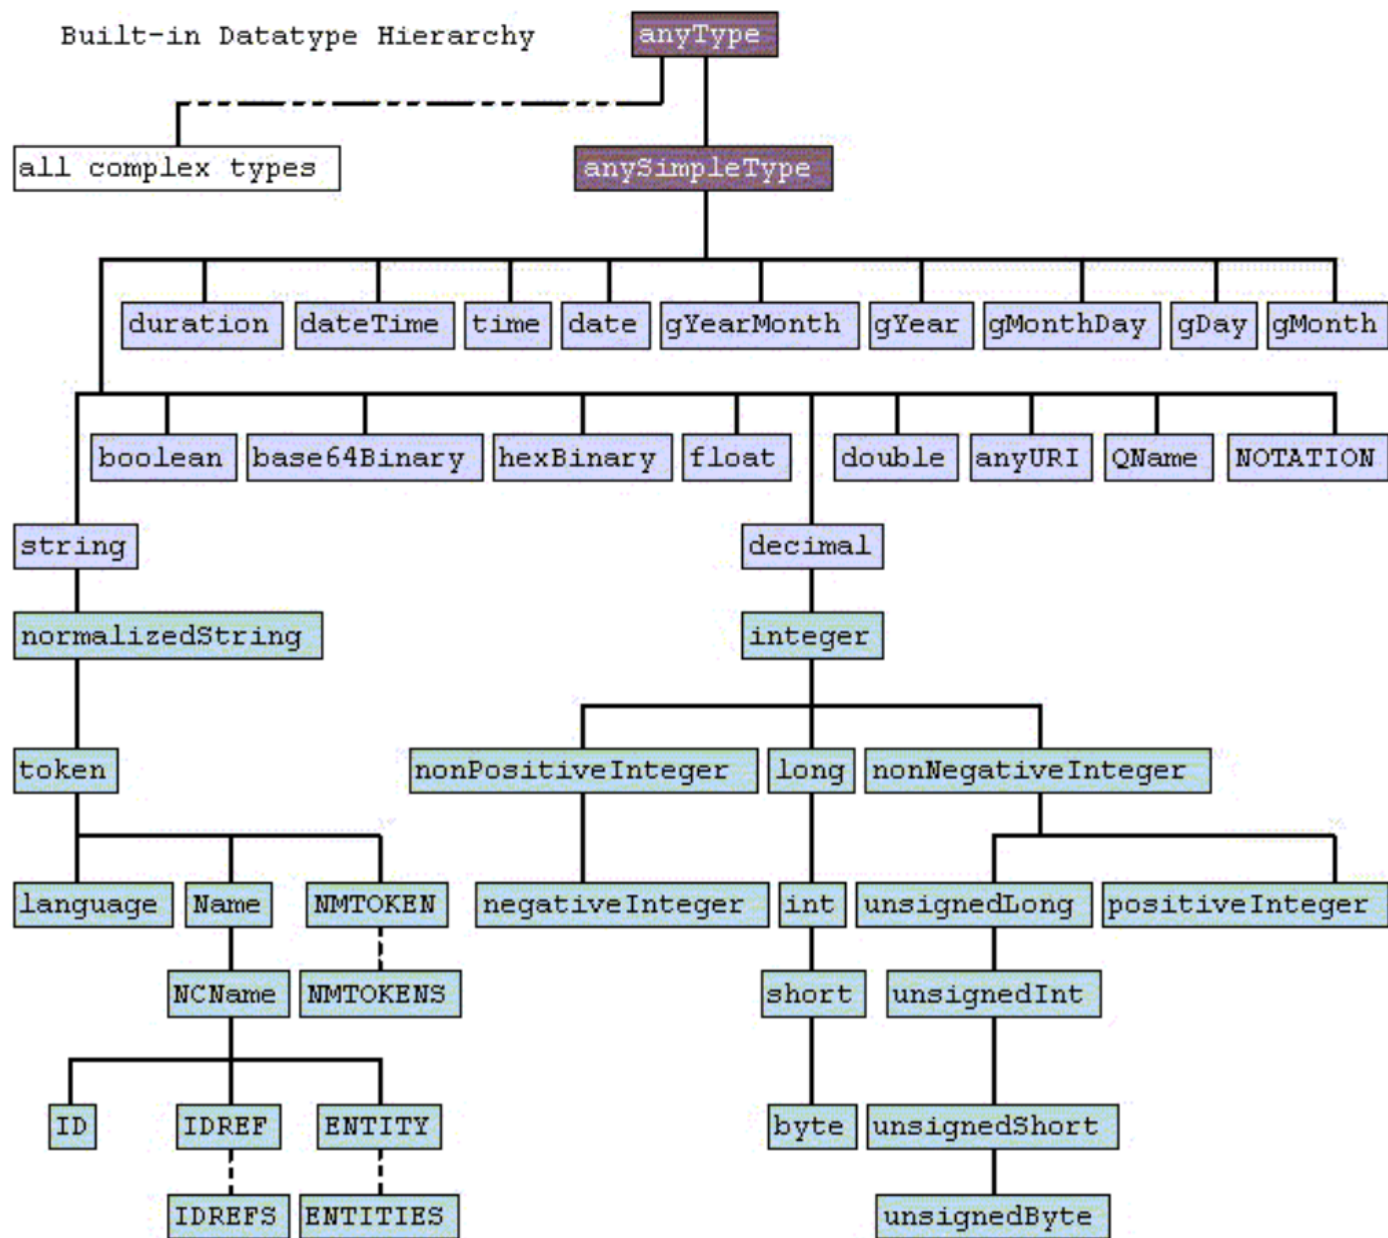 Built-in Datatype Hierarchy
anyType
all complex types
anySimpleType
duration
dateTime
time
date
gYearMonth
gYear
gMonthDay
gDay
gMonth
boolean
base64Binary
hexBinary
float
double
anyURI
QName
NOTATION
string
decimal
normalizedString
integer
token
nonPositiveInteger
long
nonNegativeInteger
language
Name
NMTOKEN
negativeInteger
int
unsignedLong
positiveInteger
NCName
NMTOKENS
short
unsignedInt
ID
IDREF
ENTITY
byte
unsignedShort
IDREFS
ENTITIES
unsignedByte